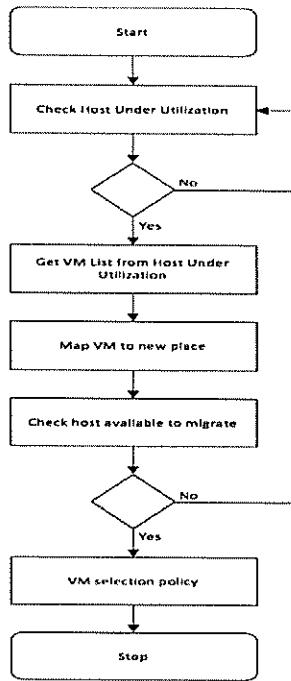 Start
Check Host Under Utilization
No
Yes
Get VM List from Host Under
Utilization
Map VM to new place
Check host available to migrate
No
Yes
VM selection policy
Stop